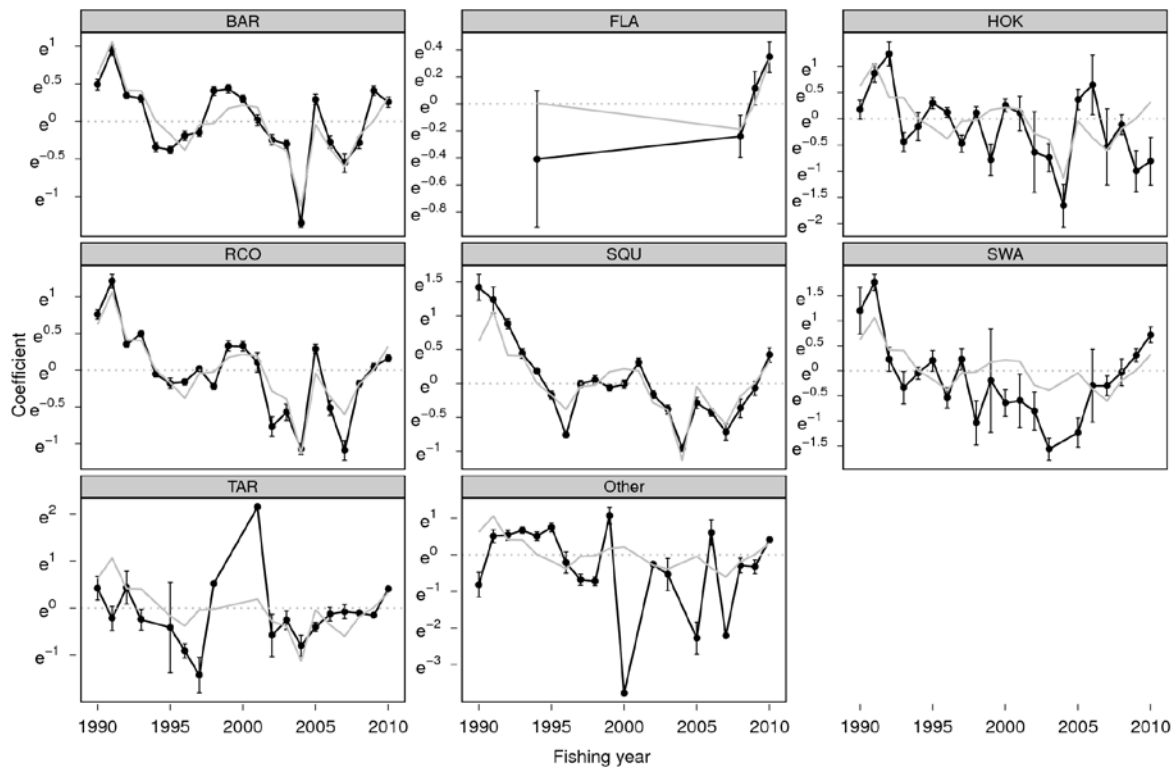 BAR FLA HOK
e^1 e^0.4 e^1
e^0.5 e^0.2 e^0.5
e^0 e^0 e^0
e^-0.5 e^-0.2 e^-0.5
e^-1 e^-0.4 e^-1
e^-0.6 e^-1.5
e^-0.8 e^-2
RCO SQU SWA
e^1 e^1.5 e^1.5
e^0.5 e^1 e^1
e^0 e^0.5 e^0.5
e^-0.5 e^0 e^0
e^-1 e^-0.5 e^-0.5
e^-1 e^-1
e^-1.5
Coefficient
TAR Other
e^2 e^1
e^1 e^0
e^0 e^-1
e^-1 e^-2
e^-3
1990 1995 2000 2005 2010 1990 1995 2000 2005 2010 1990 1995 2000 2005 2010
Fishing year